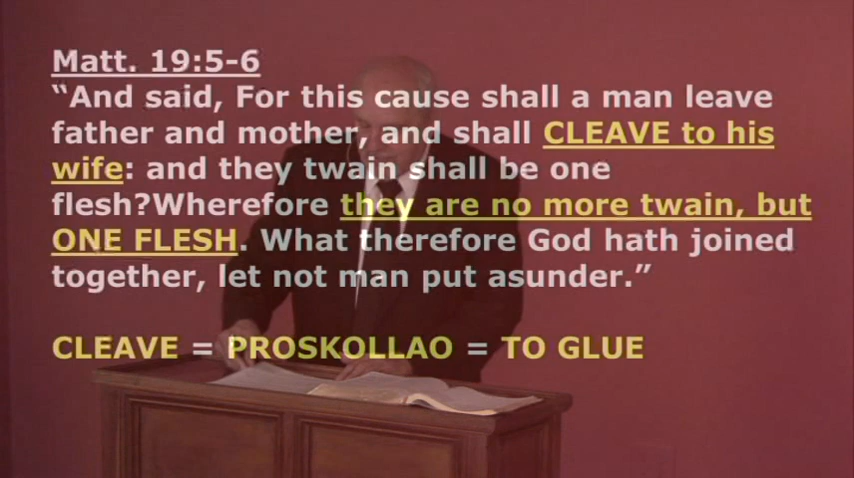 Matt. 19:5-6
“And said, For this cause shall a man leave
father and mother, and shall CLEAVE to his
wife: and they twain shall be one
flesh?Wherefore they are no more twain, but
ONE FLESH. What therefore God hath joined
together, let not man put asunder.”
CLEAVE = PROSKOLLAO = TO GLUE